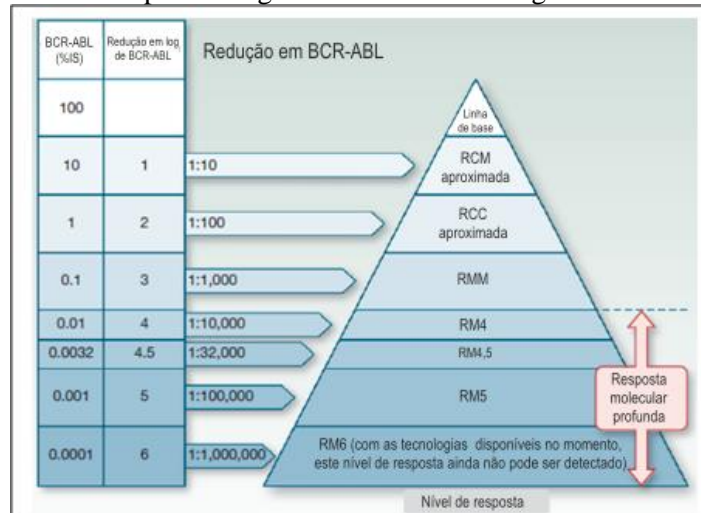 BCR-ABL
(%IS)
Redução em log
de BCR-ABL
Redução em BCR-ABL
100
Linha
de base
10
1
1:10
RCM
aproximada
1
2
1:100
RCC
aproximada
0.1
3
1:1,000
RMM
0.01
4
1:10,000
RM4
0.0032
4.5
1:32,000
RM4,5
0.001
5
1:100,000
RM5
Resposta
molecular
profunda
0.0001
6
1:1,000,000
RM6 (com as tecnologias disponíveis no momento,
este nível de resposta ainda não pode ser detectado)
Nível de resposta